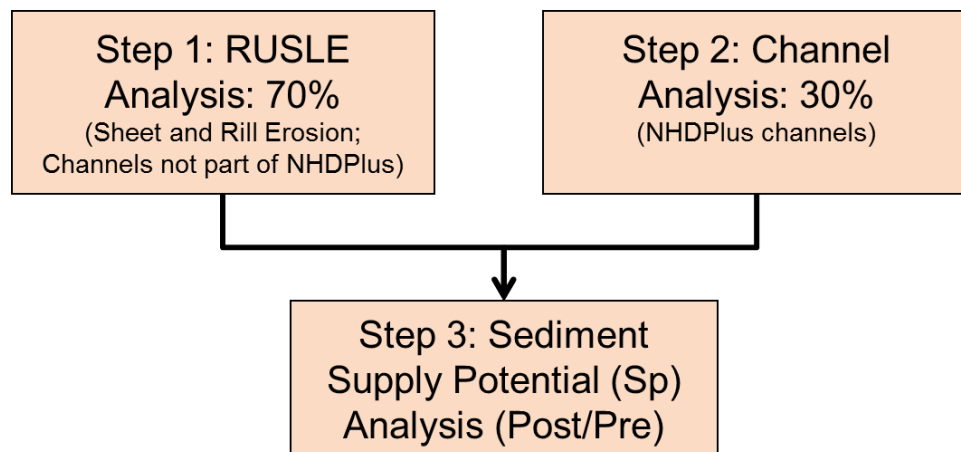 Step 1: RUSLE
Analysis: 70%
(Sheet and Rill Erosion;
Channels not part of NHDPlus)
Step 2: Channel
Analysis: 30%
(NHDPlus channels)
Step 3: Sediment
Supply Potential (Sp)
Analysis (Post/Pre)